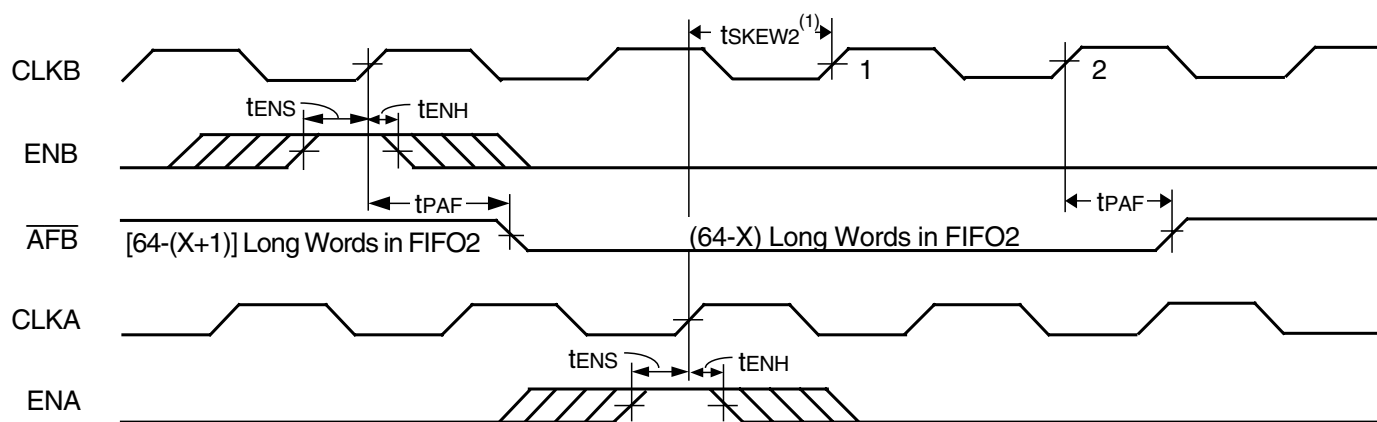 tSKEW2(1)
CLKB
1
2
tENS
tENH
ENB
tPAF
tPAF
AFB
[64-(X+1)] Long Words in FIFO2
(64-X) Long Words in FIFO2
CLKA
tENS
tENH
ENA